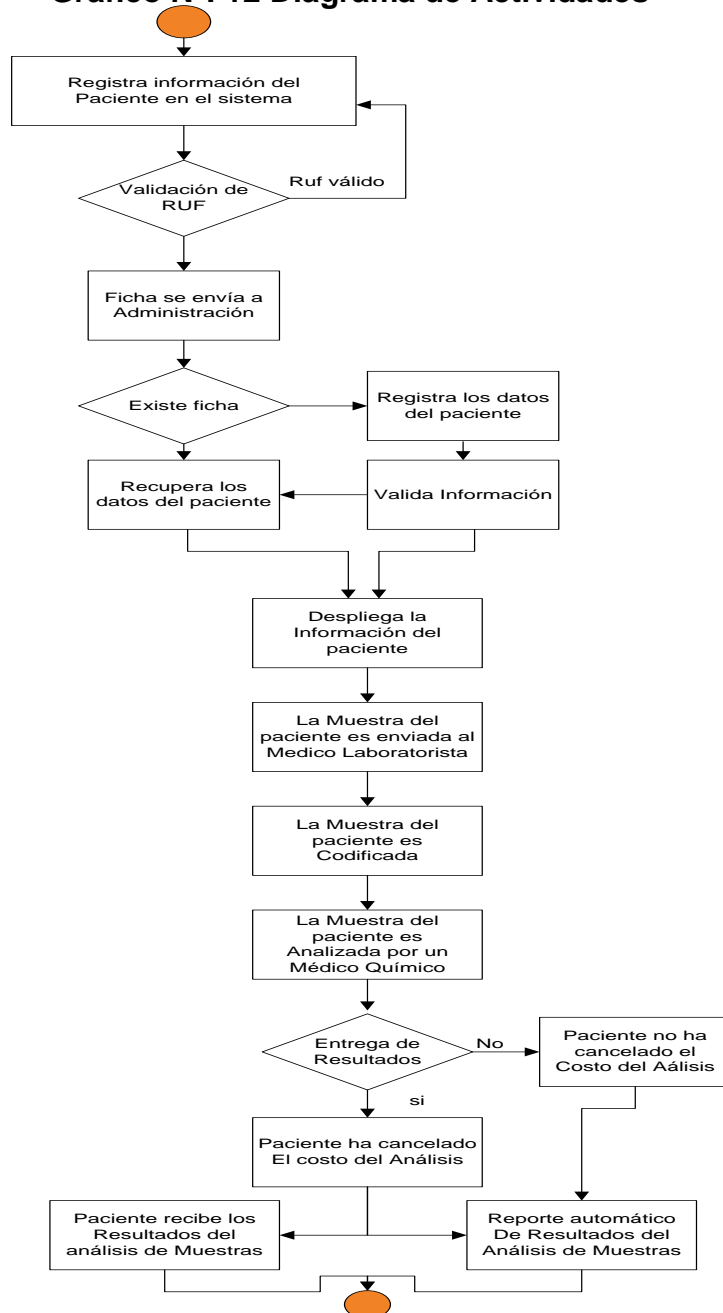 Diagrama de Actividades
Registra información del
Paciente en el sistema
Validación de
RUF
Ruf válido
Ficha se envía a
Administración
Existe ficha
Registra los datos
del paciente
Recupera los
datos del paciente
Valida Información
Despliega la
Información del
paciente
La Muestra del
paciente es enviada al
Medico Laboratorista
La Muestra del
paciente es
Codificada
La Muestra del
paciente es
Analizada por un
Médico Químico
Entrega de
Resultados
No
Paciente no ha
cancelado el
Costo del Aálisis
si
Paciente ha cancelado
El costo del Análisis
Paciente recibe los
Resultados del
análisis de Muestras
Reporte automático
De Resultados del
Análisis de Muestras